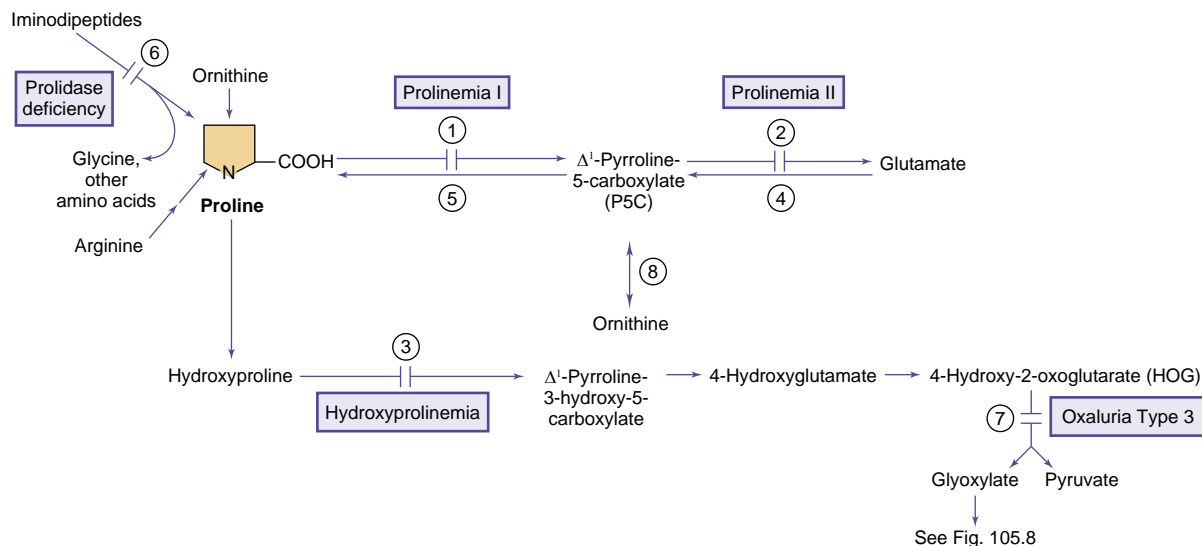 Iminodipeptides
6
Prolidase
deficiency
Ornithine
Prolinemia I
Prolinemia II
1
2
Glycine,
other
amino acids
N
COOH
Δ¹-Pyrroline-
5-carboxylate
(P5C)
Glutamate
5
4
Proline
Arginine
8
Ornithine
3
Hydroxyproline
Δ¹-Pyrroline-
3-hydroxy-5-
carboxylate
4-Hydroxyglutamate
4-Hydroxy-2-oxoglutarate (HOG)
Hydroxyprolinemia
7
Oxaluria Type 3
Glyoxylate
Pyruvate
See Fig. 105.8